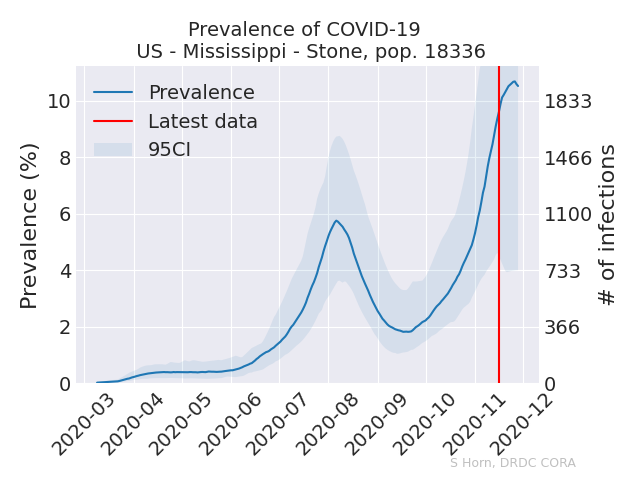 Prevalence of COVID-19
US - Mississippi - Stone, pop. 18336
Prevalence
Latest data
95CI
Prevalence (%)
10
8
6
4
2
0
1833
1466
1100
733
366
0
# of infections
2020-03
2020-04
2020-05
2020-06
2020-07
2020-08
2020-09
2020-10
2020-11
2020-12
S Horn, DRDC CORA